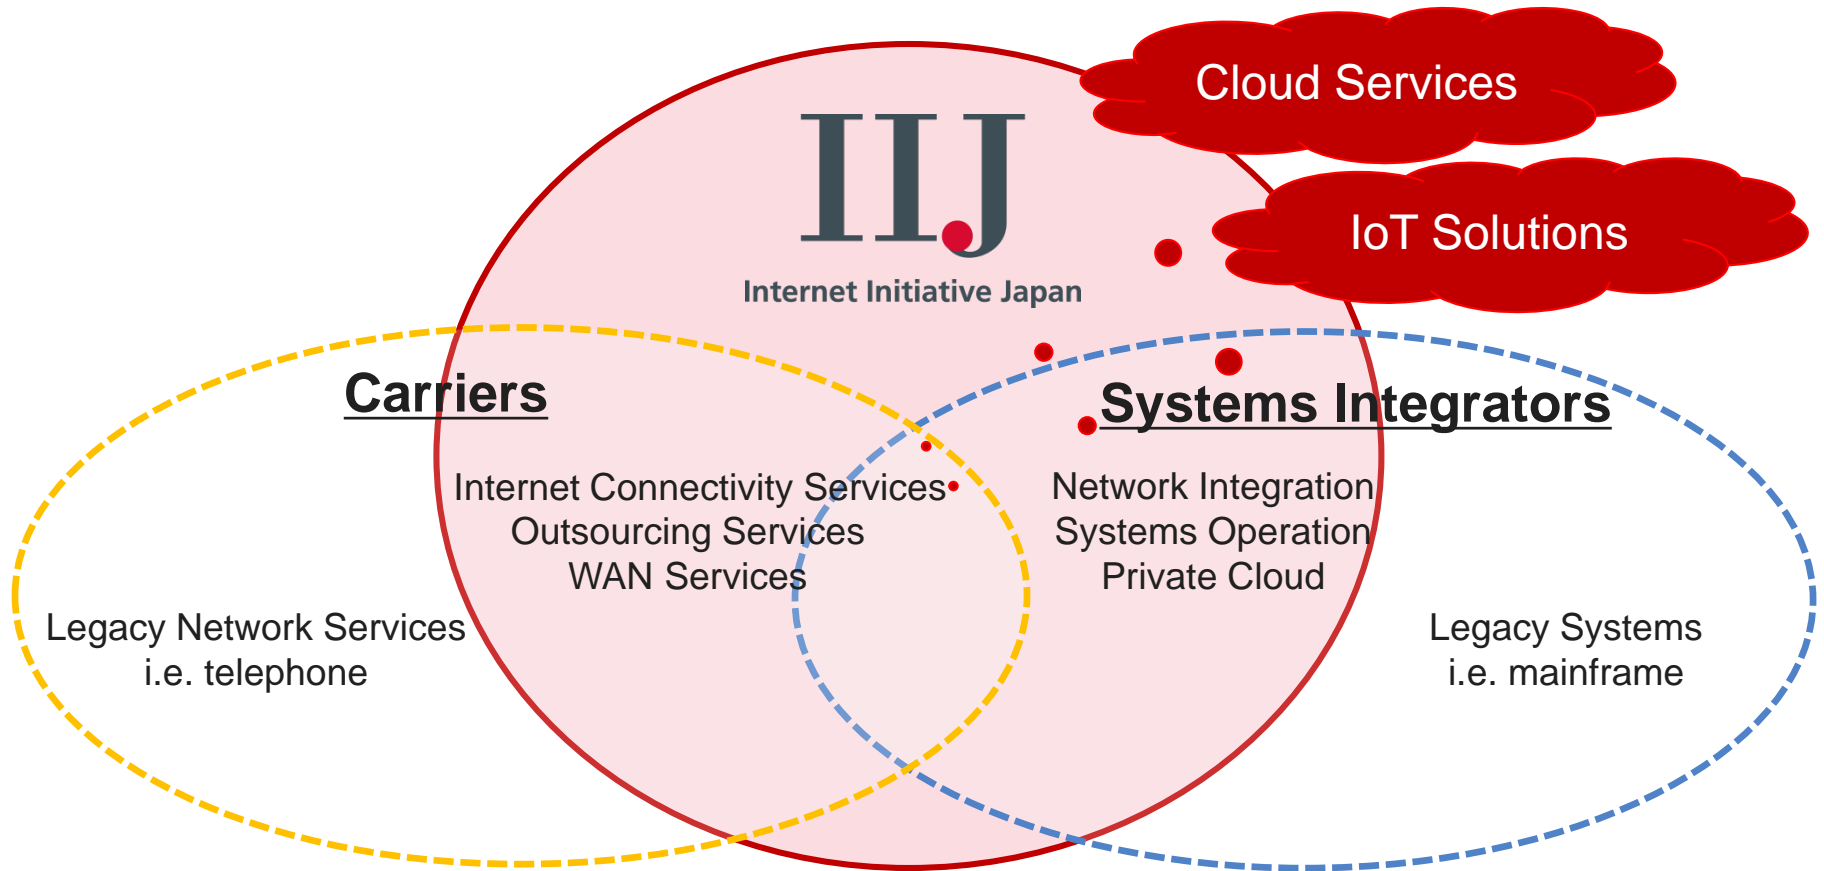 Cloud Services
IIJ
IoT Solutions
Internet Initiative Japan
Carriers
Systems Integrators
Internet Connectivity Services
Outsourcing Services
WAN Services
Network Integration
Systems Operation
Private Cloud
Legacy Network Services
i.e. telephone
Legacy Systems
i.e. mainframe